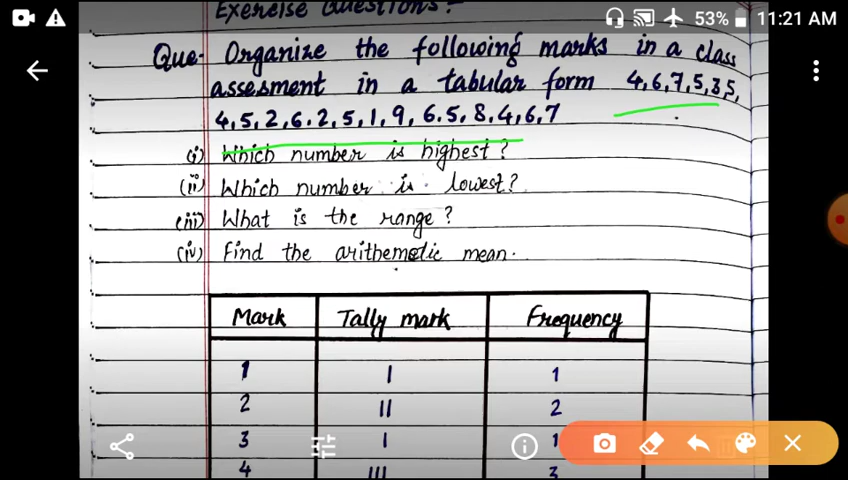 53% 11:21 AM
Exercise Questions:
Que. Organize the following marks in a class
assesment in a tabular form 4,6,7,5,3,5,
4,5,2,6.2,5,1,9, 6.5, 8.4,6,7
(i) Which number is highest?
(ii) Which number is lowest?
(iii) What is the range?
(iv) Find the arithemetic mean.
Mark Tally mark Frequency
1 I 1
2 II 2
3 I 1
4 III 3